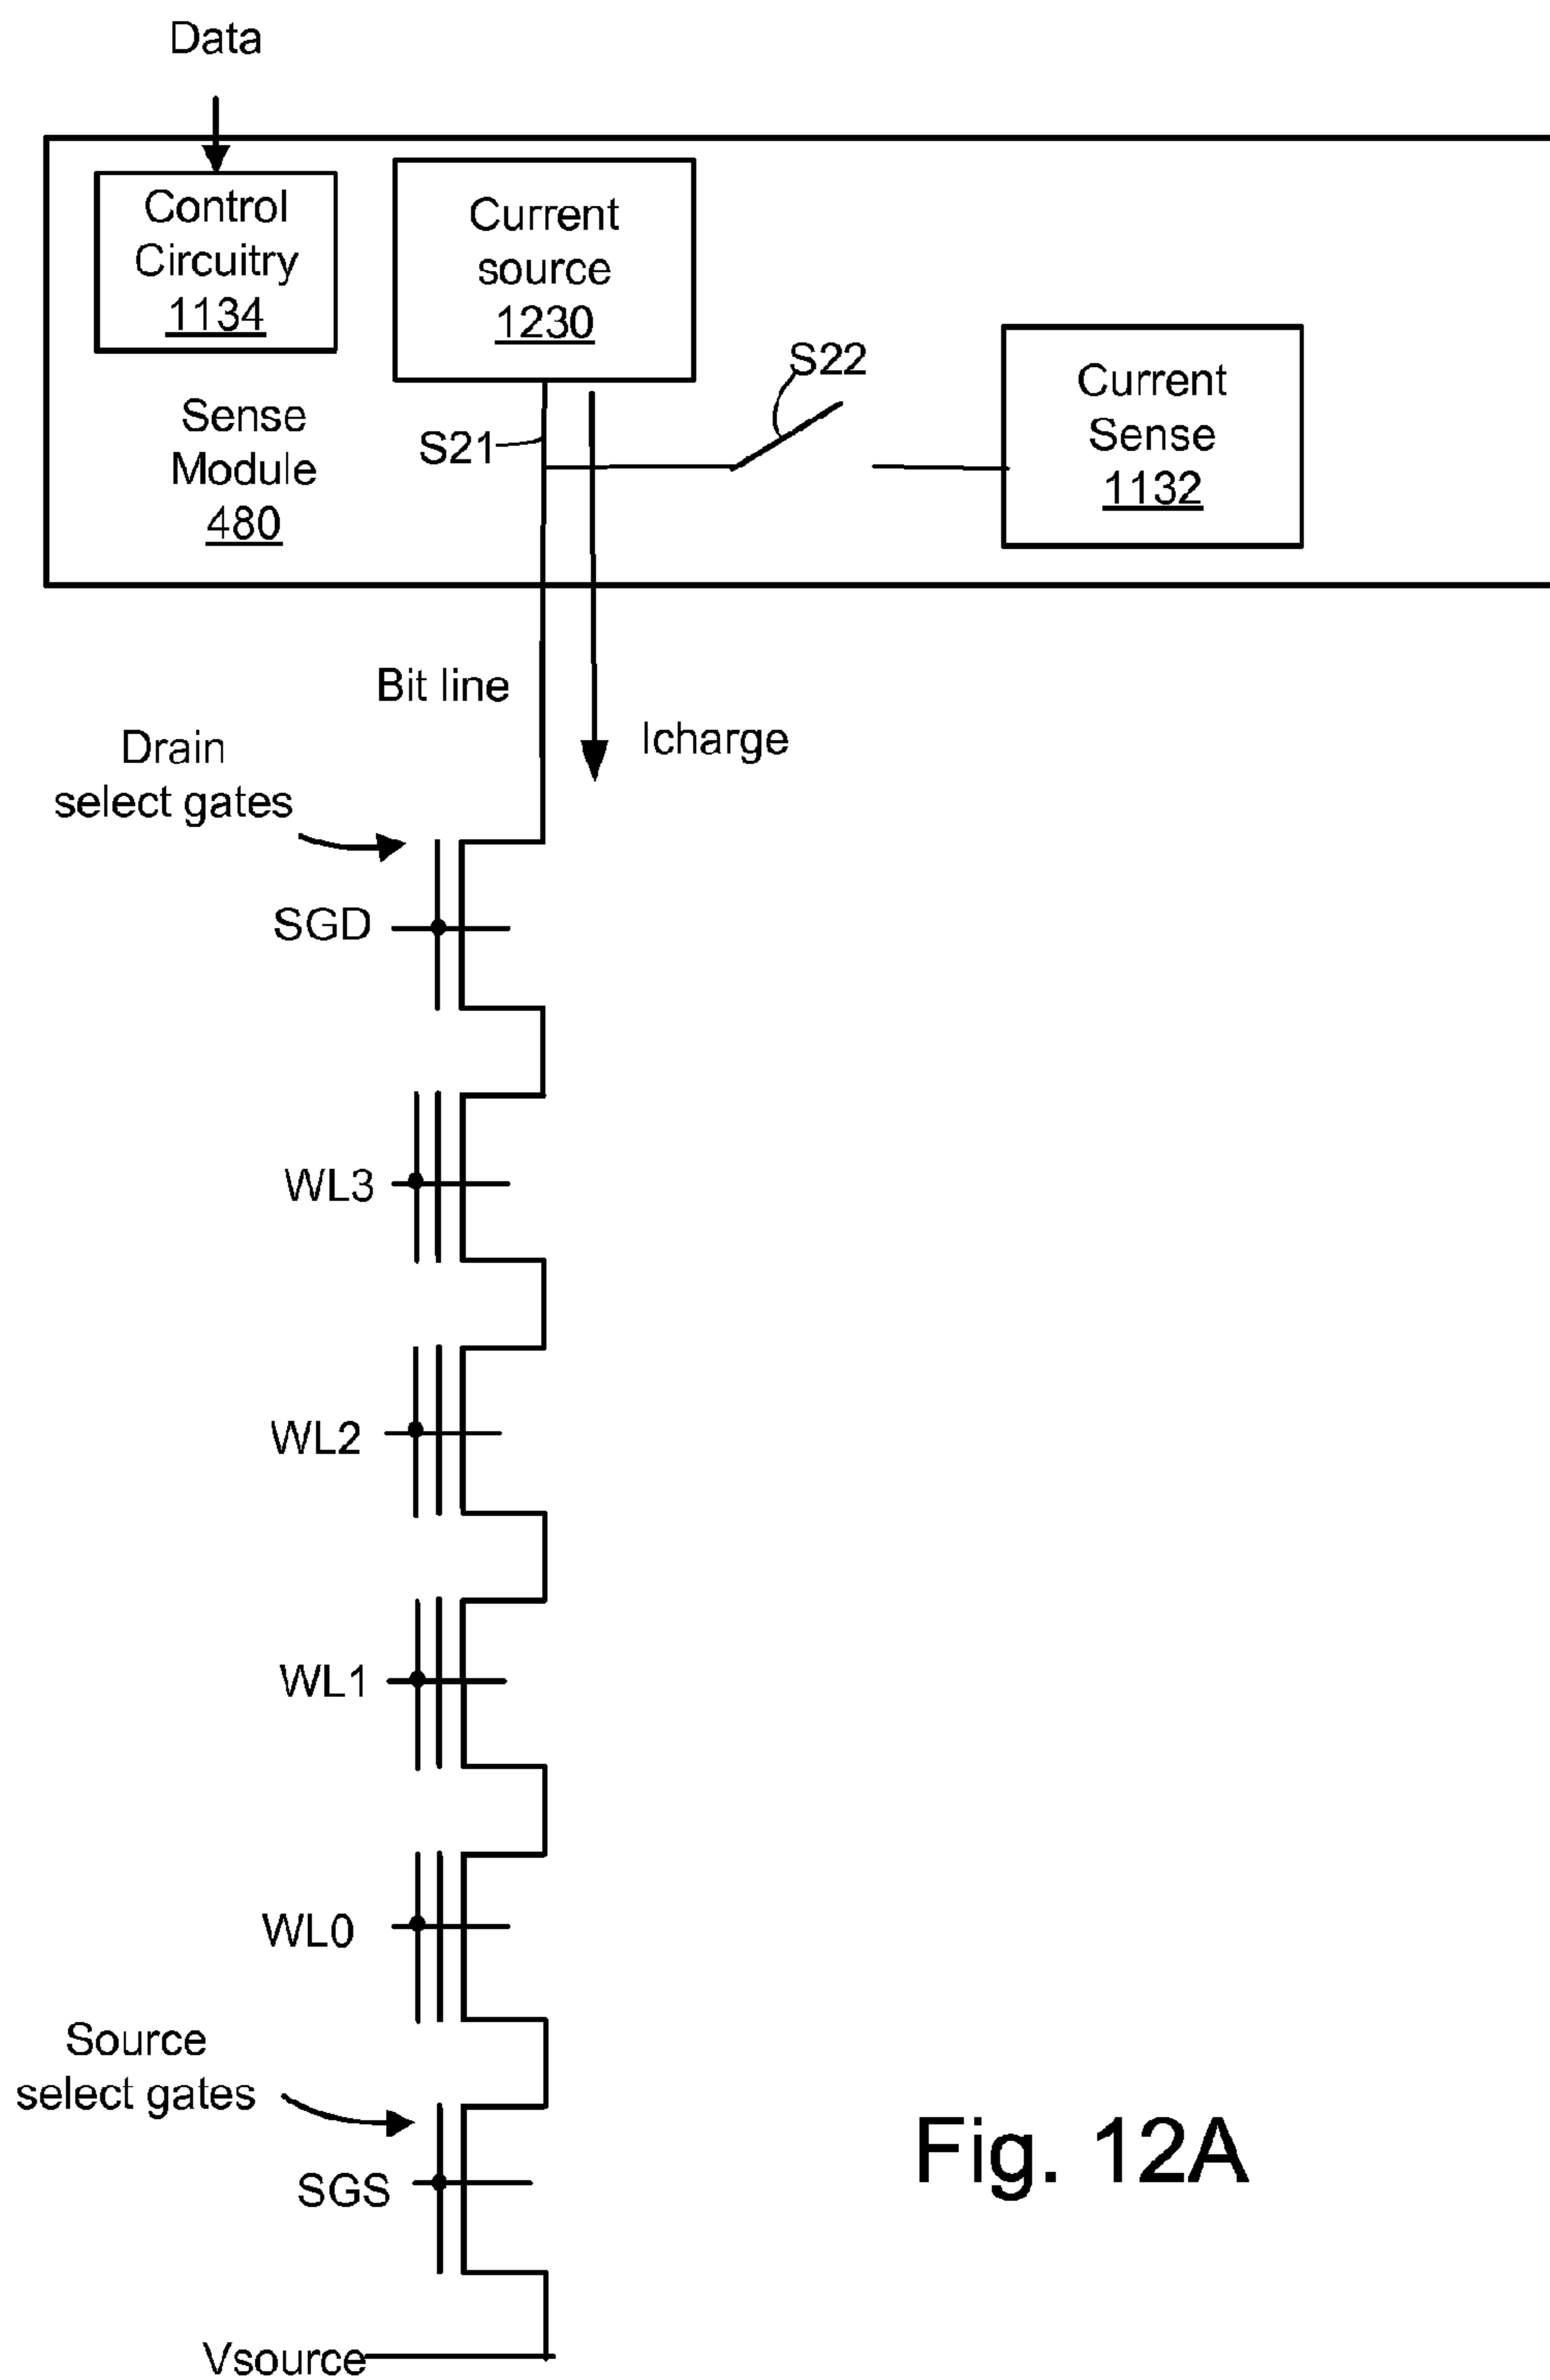 Data
Control
Circuitry
1134
Current
source
1230
S22
Current
Sense
1132
Sense
Module
480
S21
Bit line
Icharge
Drain
select gates
SGD
WL3
WL2
WL1
WL0
Source
select gates
SGS
Vsource
Fig. 12A